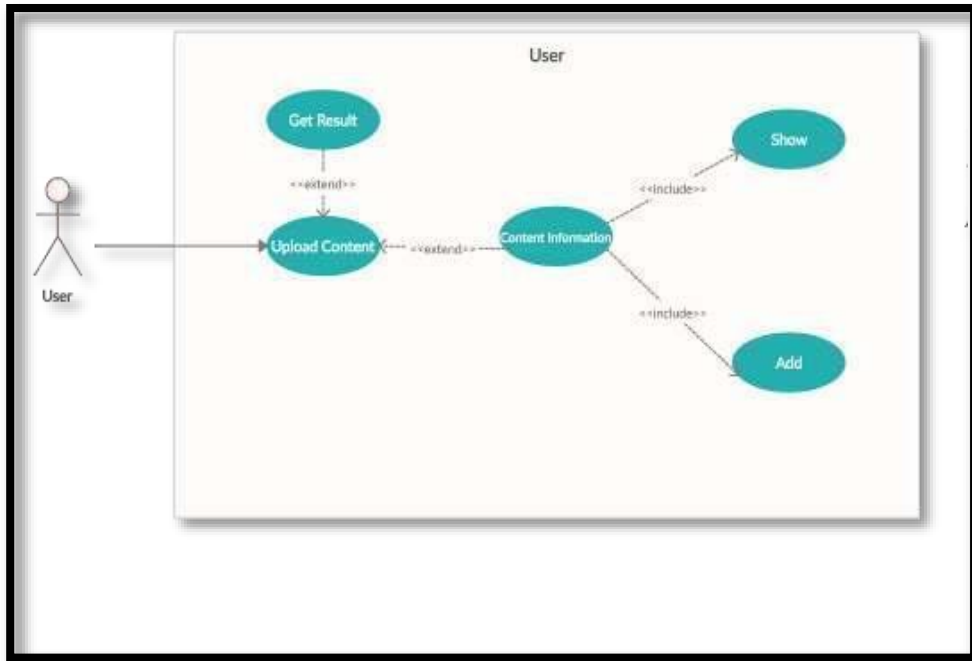 User
Get Result
Show
<<extend>>
<<include>>
Upload Content
<<extend>>
Content Information
User
<<include>>
Add